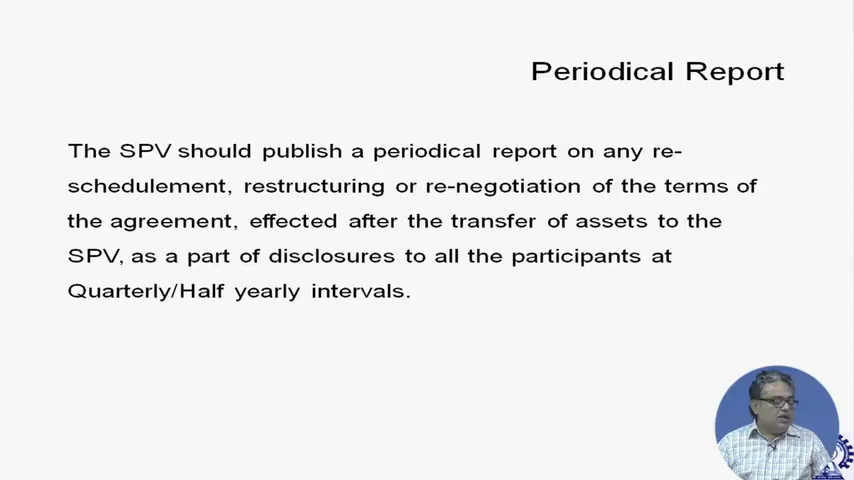 Periodical Report
The SPV should publish a periodical report on any re-
schedulement, restructuring or re-negotiation of the terms of
the agreement, effected after the transfer of assets to the
SPV, as a part of disclosures to all the participants at
Quarterly/Half yearly intervals.